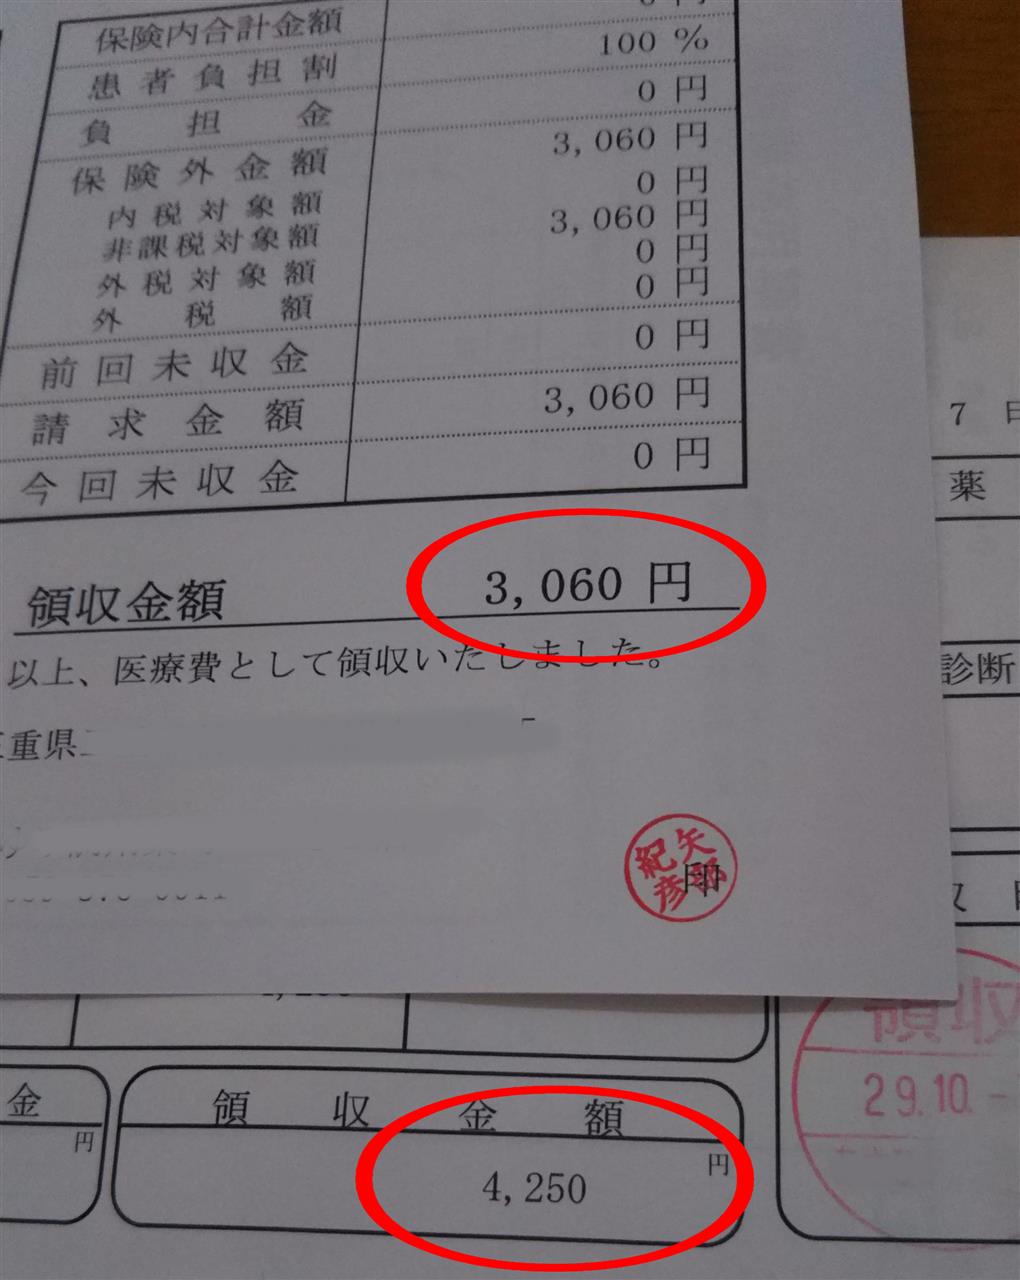 保険内合計金額 0 円
患者負担割 100 %
負担金 0 円
保険外金額 3,060 円
内税対象額 0 円
非課税対象額 3,060 円
外税対象額 0 円
外税額 0 円
前回未収金 0 円
請求金額 3,060 円
今回未収金 0 円
領収金額 3,060 円
以上、医療費として領収いたしました。
重県
印
矢部
紀彦
7 日
薬
診断
領収
29.10.-
金
円
領収金額
円
4,250